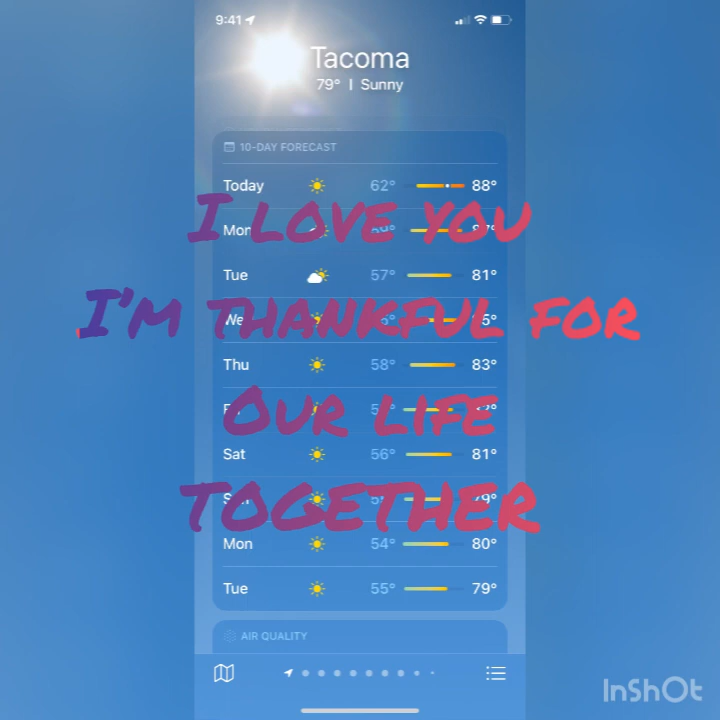 9:41
Tacoma
79° | Sunny
10-DAY FORECAST
Today 62° 88°
I LOVE YOU
Mon
Tue 57° 81°
I'M THANKFUL FOR
Thu 58° 83°
OUR LIFE
Sat 56° 81°
TOGETHER
Mon 54° 80°
Tue 55° 79°
AIR QUALITY
InShOt